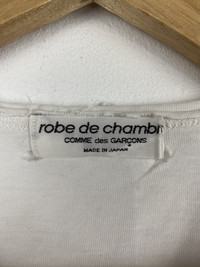 robe de chambr
COMME des GARÇONS
MADE IN JAPAN